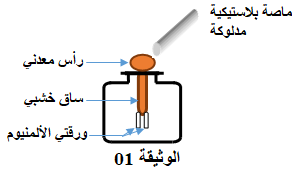 ماصة بلاستيكية
مدلوكة
رأس معدني
ساق خشبي
ورقتي الألمنيوم
الوثيقة 01